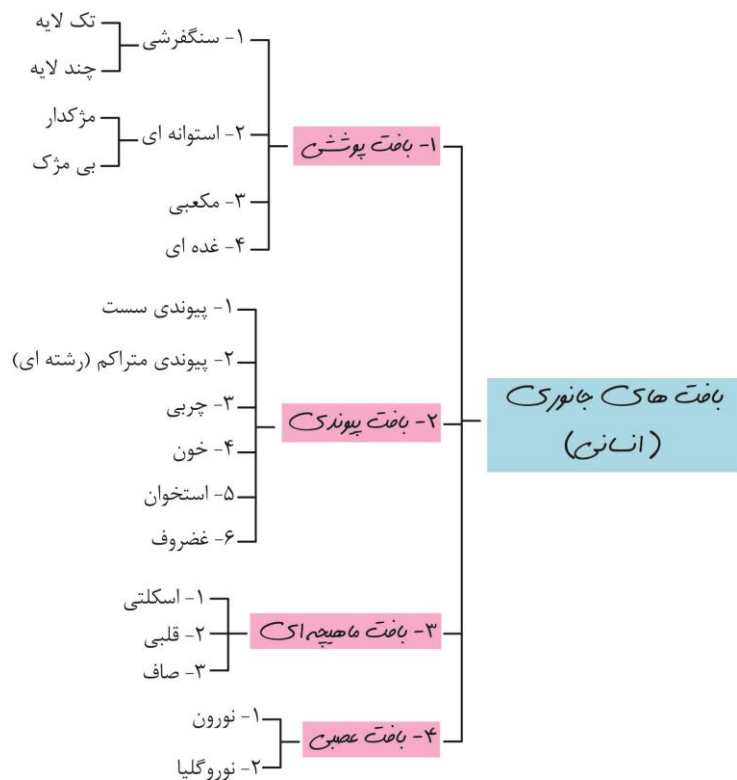 بافت های جانوری
(انسانی)
۱- بافت پوششی
۱- سنگفرشی
تک لایه
چند لایه
۲- استوانه ای
مژکدار
بی مژک
۳- مکعبی
۴- غده ای
۲- بافت پیوندی
۱- پیوندی سست
۲- پیوندی متراکم (رشته ای)
۳- چربی
۴- خون
۵- استخوان
۶- غضروف
۳- بافت ماهیچه ای
۱- اسکلتی
۲- قلبی
۳- صاف
۴- بافت عصبی
۱- نورون
۲- نوروگلیا